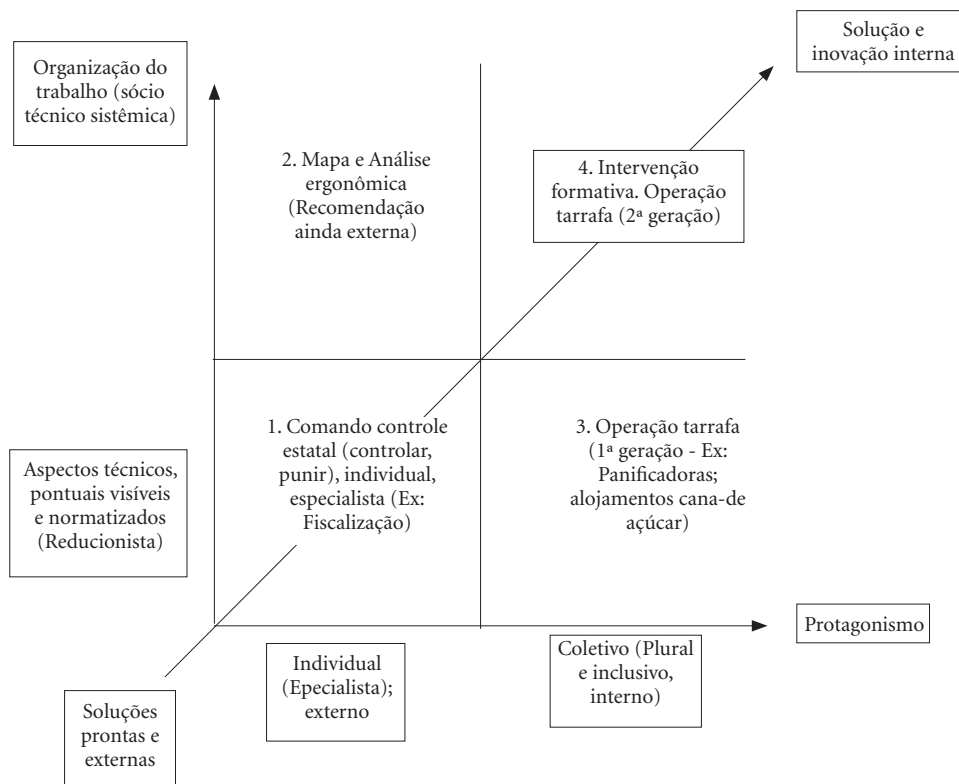 Organização do
trabalho (sócio
técnico sistêmica)
Solução e
inovação interna
2. Mapa e Análise
ergonômica
(Recomendação
ainda externa)
4. Intervenção
formativa. Operação
tarrafa (2ª geração)
Aspectos técnicos,
pontuais visíveis
e normatizados
(Reducionista)
1. Comando controle
estatal (controlar,
punir), individual,
especialista (Ex:
Fiscalização)
3. Operação tarrafa
(1ª geração - Ex:
Panificadoras;
alojamentos cana-de
açúcar)
Protagonismo
Individual
(Epecialista);
externo
Coletivo (Plural
e inclusivo,
interno)
Soluções
prontas e
externas